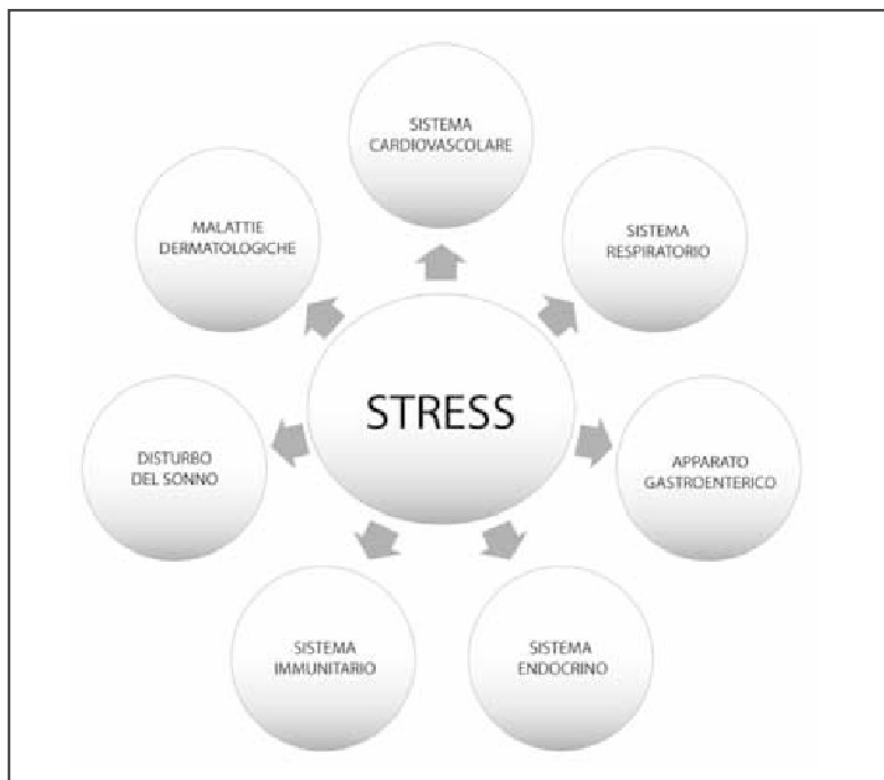 SISTEMA
CARDIOVASCOLARE
SISTEMA
RESPIRATORIO
APPARATO
GASTROENTERICO
SISTEMA
ENDOCRINO
SISTEMA
IMMUNITARIO
DISTURBO
DEL SONNO
MALATTIE
DERMATOLOGICHE
STRESS